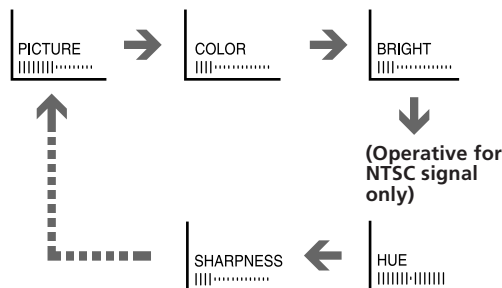 PICTURE
COLOR
BRIGHT
(Operative for
NTSC signal
only)
SHARPNESS
HUE